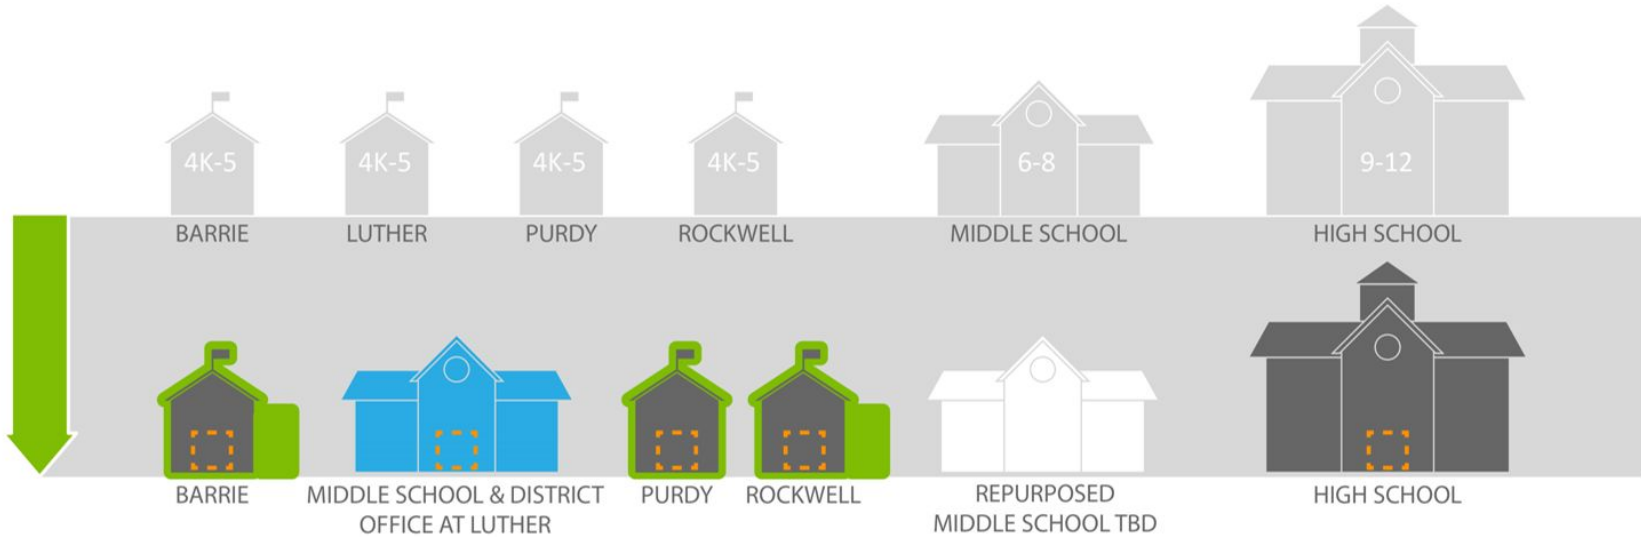 4K-5
4K-5
4K-5
4K-5
6-8
9-12
BARRIE
LUTHER
PURDY
ROCKWELL
MIDDLE SCHOOL
HIGH SCHOOL
BARRIE
MIDDLE SCHOOL & DISTRICT
OFFICE AT LUTHER
PURDY
ROCKWELL
REPURPOSED
MIDDLE SCHOOL TBD
HIGH SCHOOL